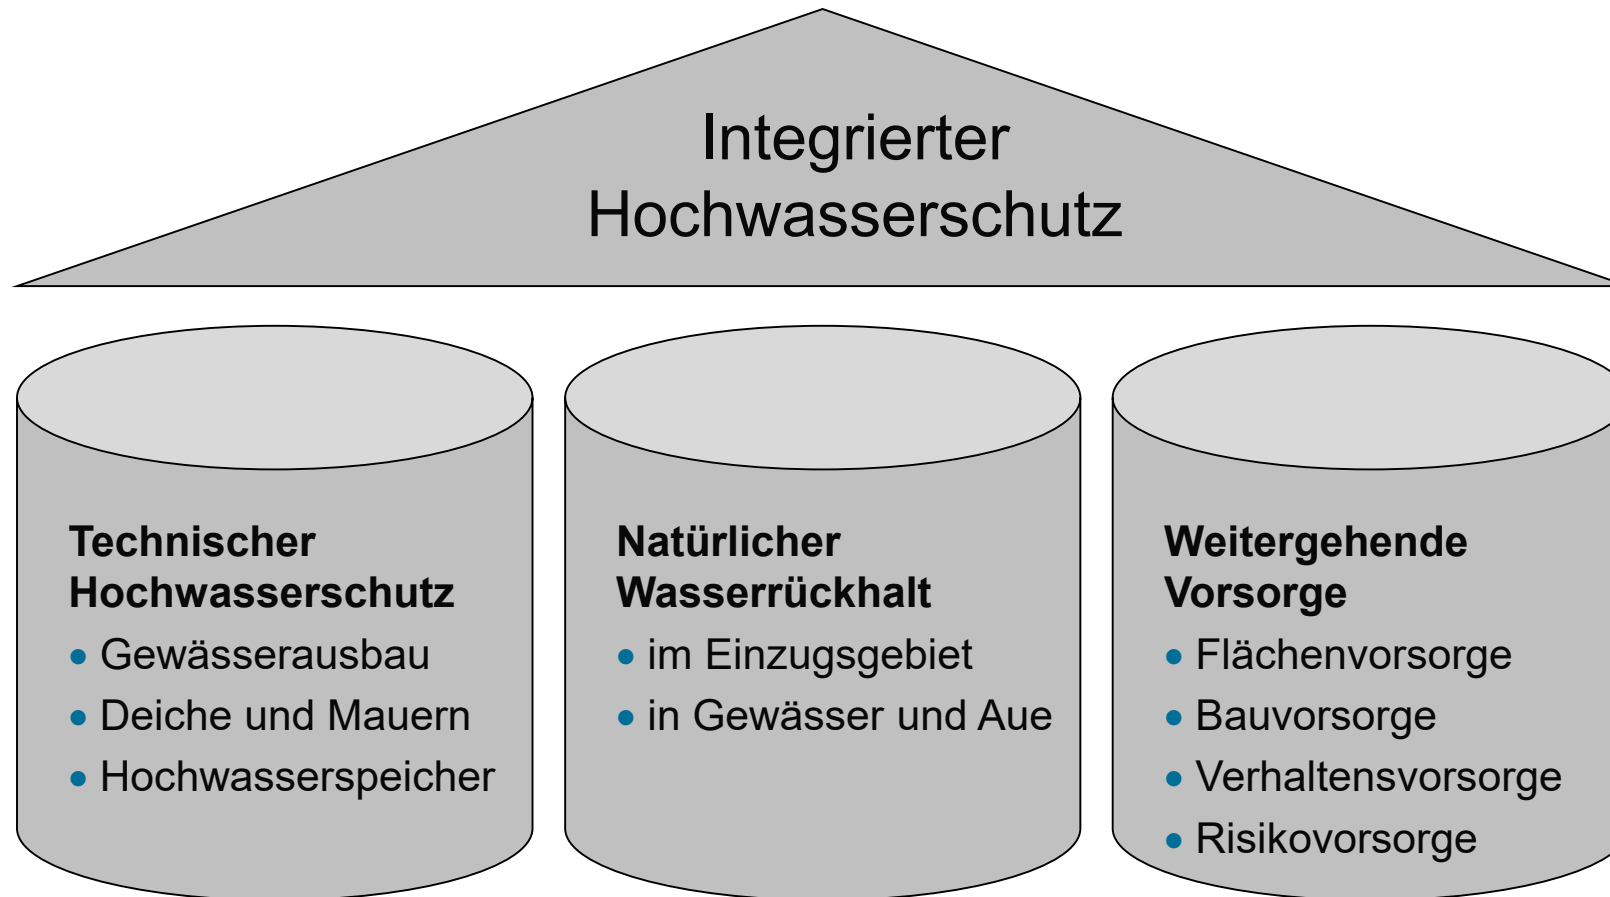 Integrierter
Hochwasserschutz
Technischer
Hochwasserschutz
• Gewässerausbau
• Deiche und Mauern
• Hochwasserspeicher
Natürlicher
Wasserrückhalt
• im Einzugsgebiet
• in Gewässer und Aue
Weitergehende
Vorsorge
• Flächenvorsorge
• Bauvorsorge
• Verhaltensvorsorge
• Risikovorsorge